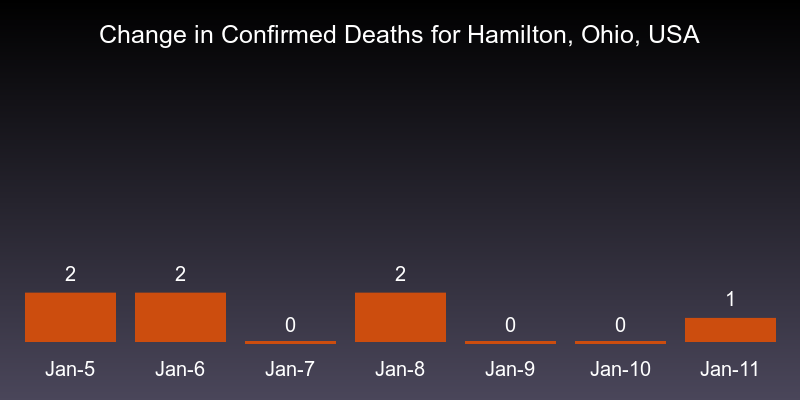 Change in Confirmed Deaths for Hamilton, Ohio, USA
2 2 0 2 0 0 1
Jan-5 Jan-6 Jan-7 Jan-8 Jan-9 Jan-10 Jan-11